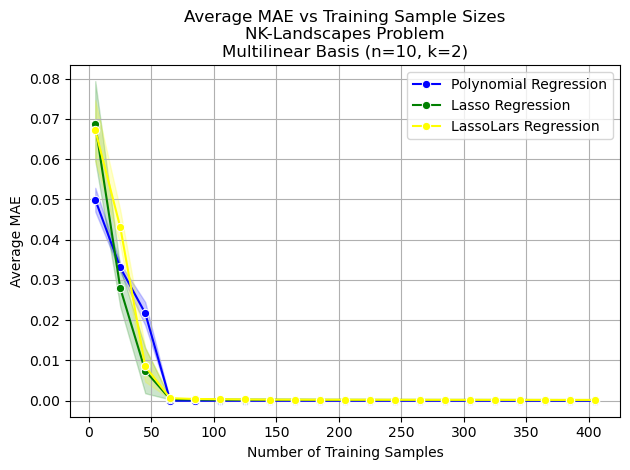 Average MAE vs Training Sample Sizes
NK-Landscapes Problem
Multilinear Basis (n=10, k=2)
Polynomial Regression
Lasso Regression
LassoLars Regression
Average MAE
0.08
0.07
0.06
0.05
0.04
0.03
0.02
0.01
0.00
0 50 100 150 200 250 300 350 400
Number of Training Samples